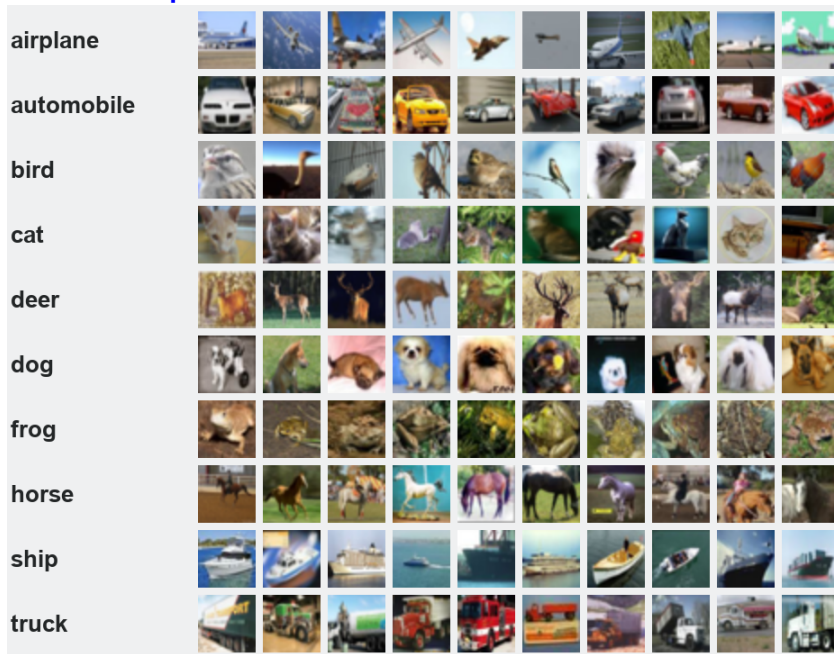 airplane
automobile
bird
cat
deer
dog
frog
horse
ship
truck